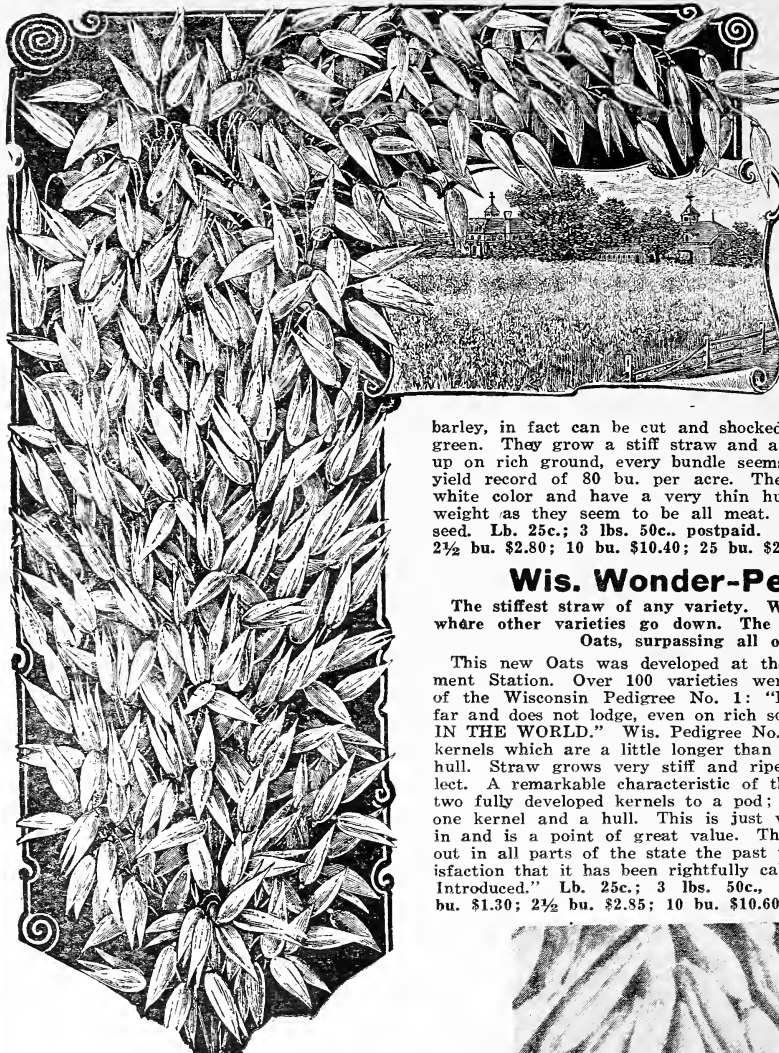 barley, in fact can be cut and shocked
green. They grow a stiff straw and a
up on rich ground, every bundle seem
yield record of 80 bu. per acre. The
white color and have a very thin hu
weight as they seem to be all meat.
seed. Lb. 25c.; 3 lbs. 50c.. postpaid.
2½ bu. $2.80; 10 bu. $10.40; 25 bu. $2
Wis. Wonder-Pe
The stiffest straw of any variety. W
where other varieties go down. The
Oats, surpassing all o
This new Oats was developed at th
ment Station. Over 100 varieties wer
of the Wisconsin Pedigree No. 1: "I
far and does not lodge, even on rich so
IN THE WORLD." Wis. Pedigree No.
kernels which are a little longer than
hull. Straw grows very stiff and ripe
lect. A remarkable characteristic of t
two fully developed kernels to a pod;
one kernel and a hull. This is just w
in and is a point of great value. Th
out in all parts of the state the past
isfaction that it has been rightfully cal
Introduced." Lb. 25c.; 3 lbs. 50c.,
bu. $1.30; 2½ bu. $2.85; 10 bu. $10.60